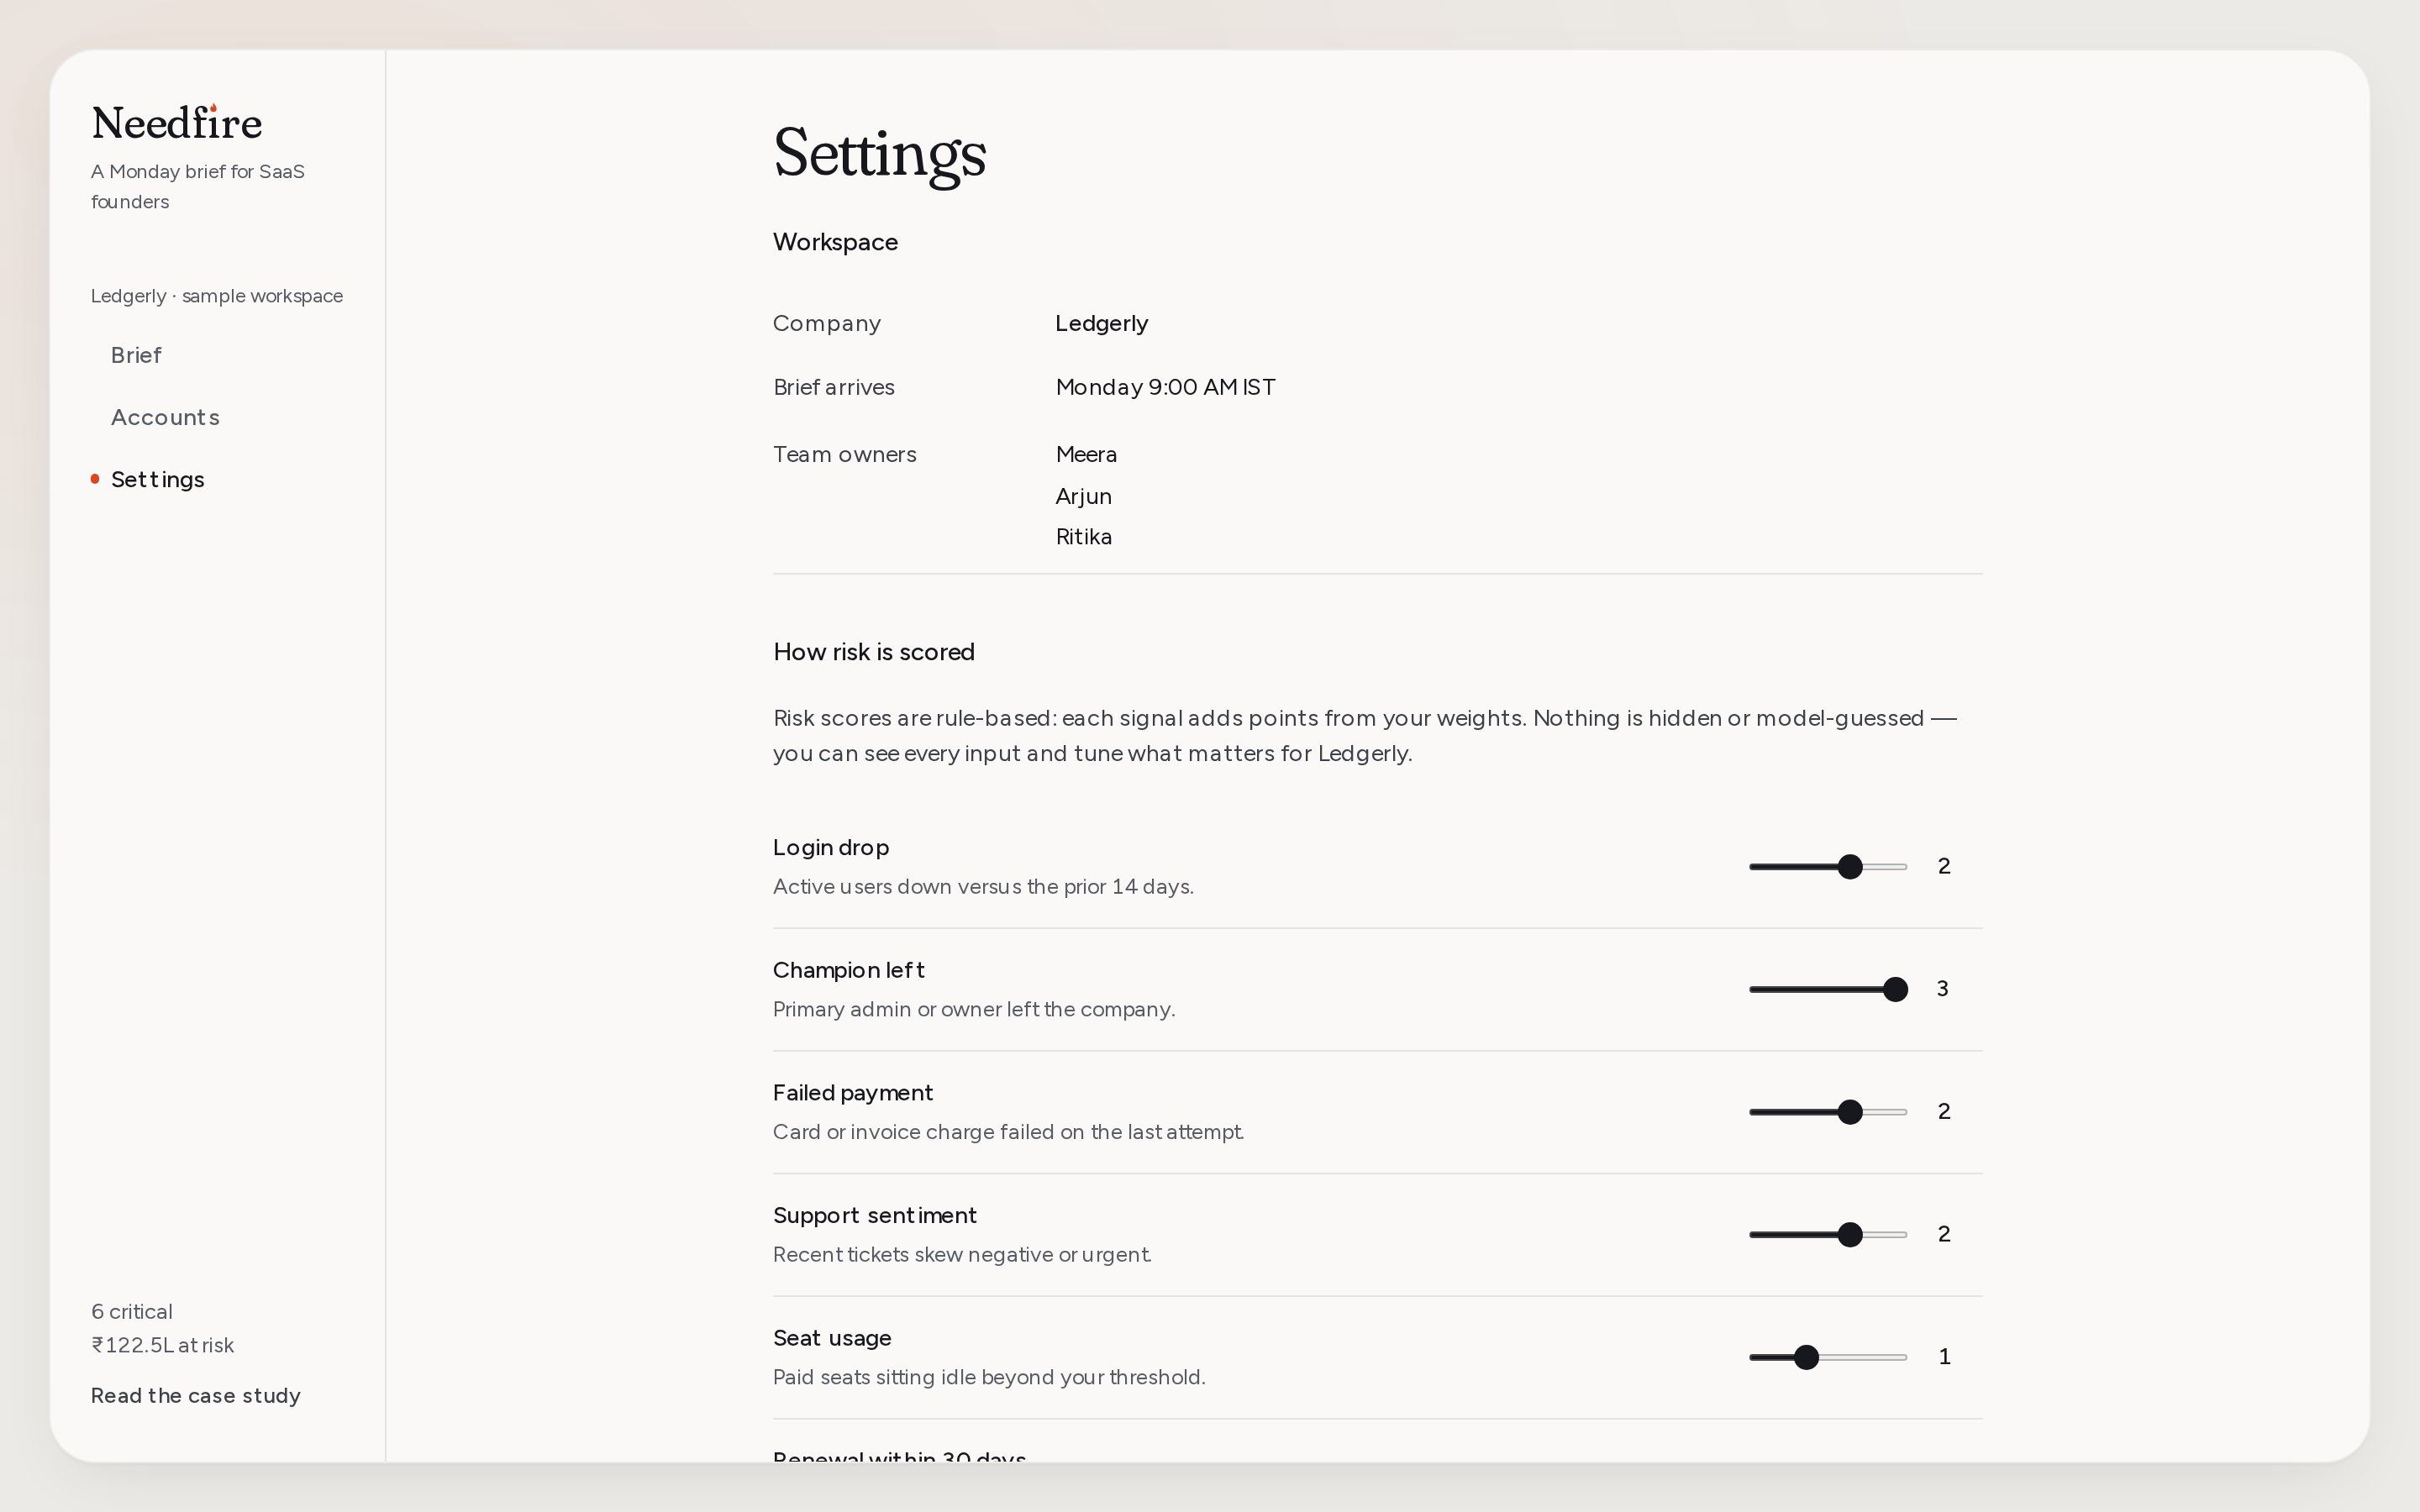 Needfire
A Monday brief for SaaS
founders
Ledgerly · sample workspace
Brief
Accounts
Settings
6 critical
₹122.5L at risk
Read the case study
Settings
Workspace
Company
Ledgerly
Brief arrives
Monday 9:00 AM IST
Team owners
Meera
Arjun
Ritika
How risk is scored
Risk scores are rule-based: each signal adds points from your weights. Nothing is hidden or model-guessed —
you can see every input and tune what matters for Ledgerly.
Login drop
Active users down versus the prior 14 days.
2
Champion left
Primary admin or owner left the company.
3
Failed payment
Card or invoice charge failed on the last attempt.
2
Support sentiment
Recent tickets skew negative or urgent.
2
Seat usage
Paid seats sitting idle beyond your threshold.
1
Renewal within 30 days